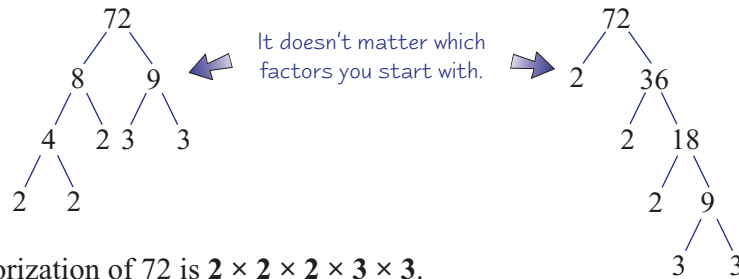 72
72
It doesn't matter which
factors you start with.
8 9
2 36
4 2 3 3
2 18
2 2
2 9
orization of 72 is 2 × 2 × 2 × 3 × 3.
3 3